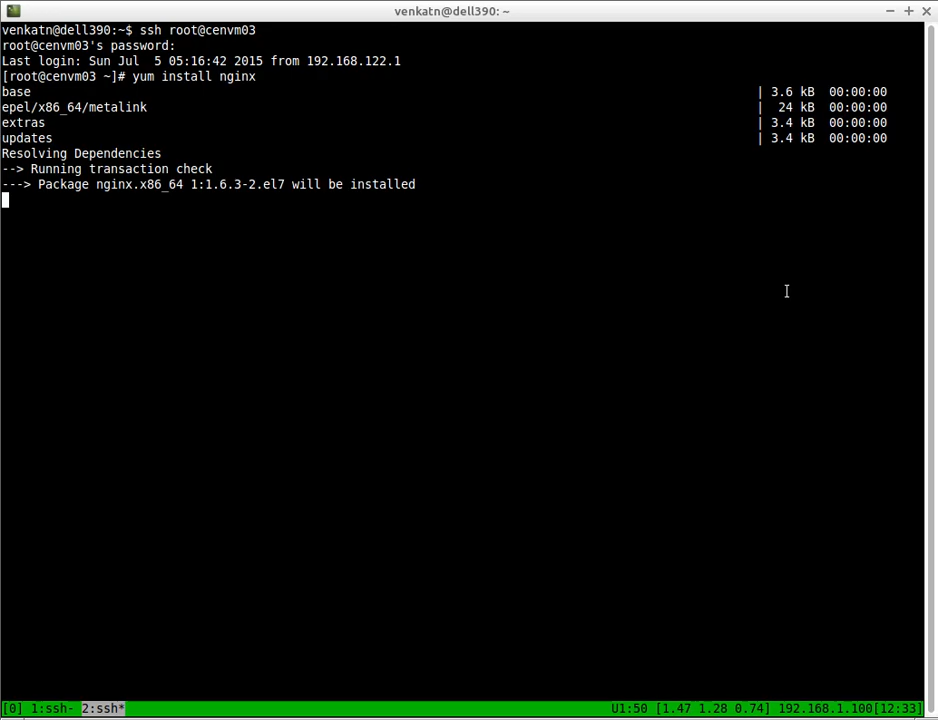 venkatn@dell390: ~
venkatn@dell390:~$ ssh root@cenvm03
root@cenvm03's password:
Last login: Sun Jul  5 05:16:42 2015 from 192.168.122.1
[root@cenvm03 ~]# yum install nginx
base | 3.6 kB  00:00:00
epel/x86_64/metalink |  24 kB  00:00:00
extras | 3.4 kB  00:00:00
updates | 3.4 kB  00:00:00
Resolving Dependencies
--> Running transaction check
---> Package nginx.x86_64 1:1.6.3-2.el7 will be installed
[0] 1:ssh- 2:ssh* U1:50 [1.47 1.28 0.74] 192.168.1.100[12:33]